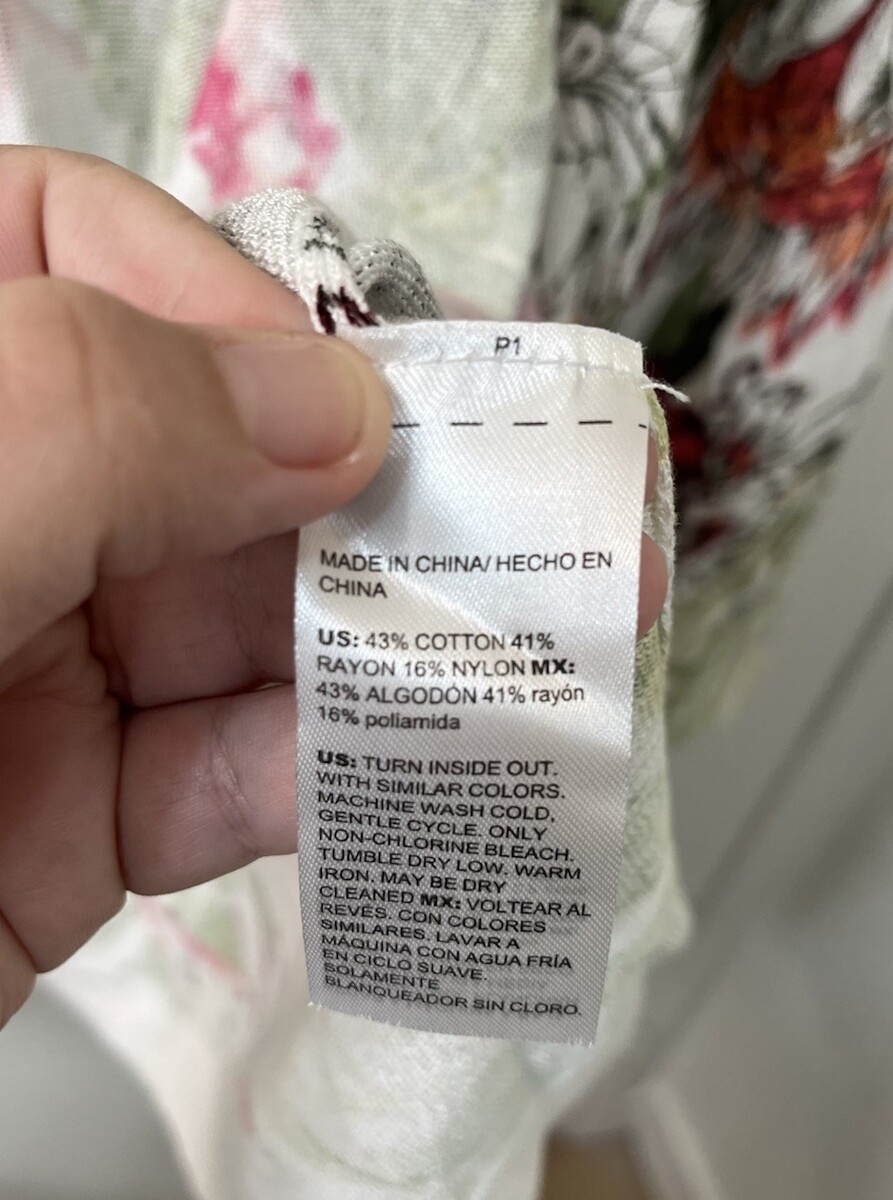 P1
MADE IN CHINA/ HECHO EN
CHINA
US: 43% COTTON 41%
RAYON 16% NYLON MX:
43% ALGODÓN 41% rayón
16% poliamida
US: TURN INSIDE OUT.
WITH SIMILAR COLORS.
MACHINE WASH COLD,
GENTLE CYCLE. ONLY
NON-CHLORINE BLEACH.
TUMBLE DRY LOW. WARM
IRON. MAY BE DRY
CLEANED MX: VOLTEAR AL
REVÉS. CON COLORES
SIMILARES. LAVAR A
MÁQUINA CON AGUA FRÍA
EN CICLO SUAVE.
SOLAMENTE
BLANQUEADOR SIN CLORO.